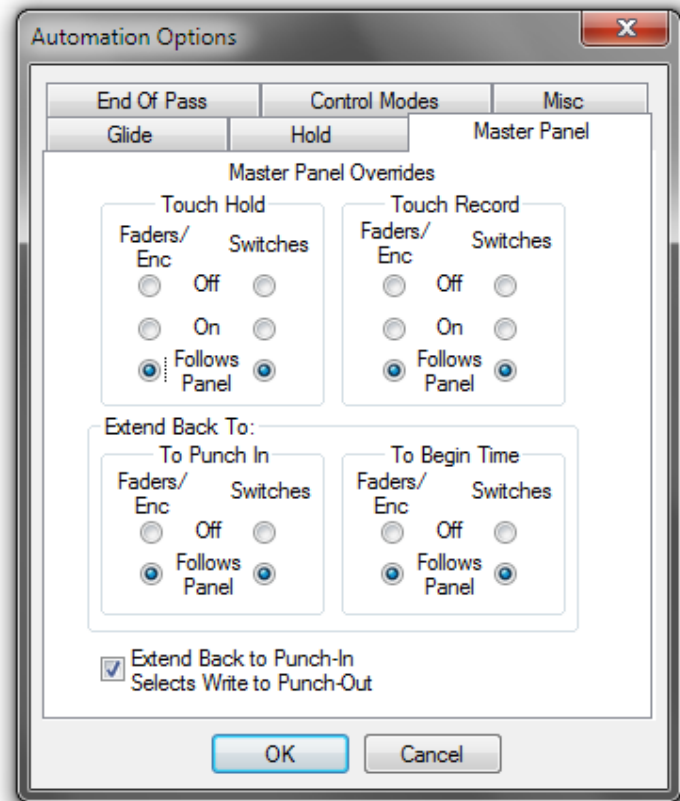 Automation Options
End Of Pass Control Modes Misc
Glide Hold Master Panel
Master Panel Overrides
Touch Hold Touch Record
Faders/ Enc Switches Faders/ Enc Switches
Off Off
On On
Follows Panel Follows Panel
Extend Back To:
To Punch In To Begin Time
Faders/ Enc Switches Faders/ Enc Switches
Off Off
Follows Panel Follows Panel
Extend Back to Punch-In
Selects Write to Punch-Out
OK Cancel